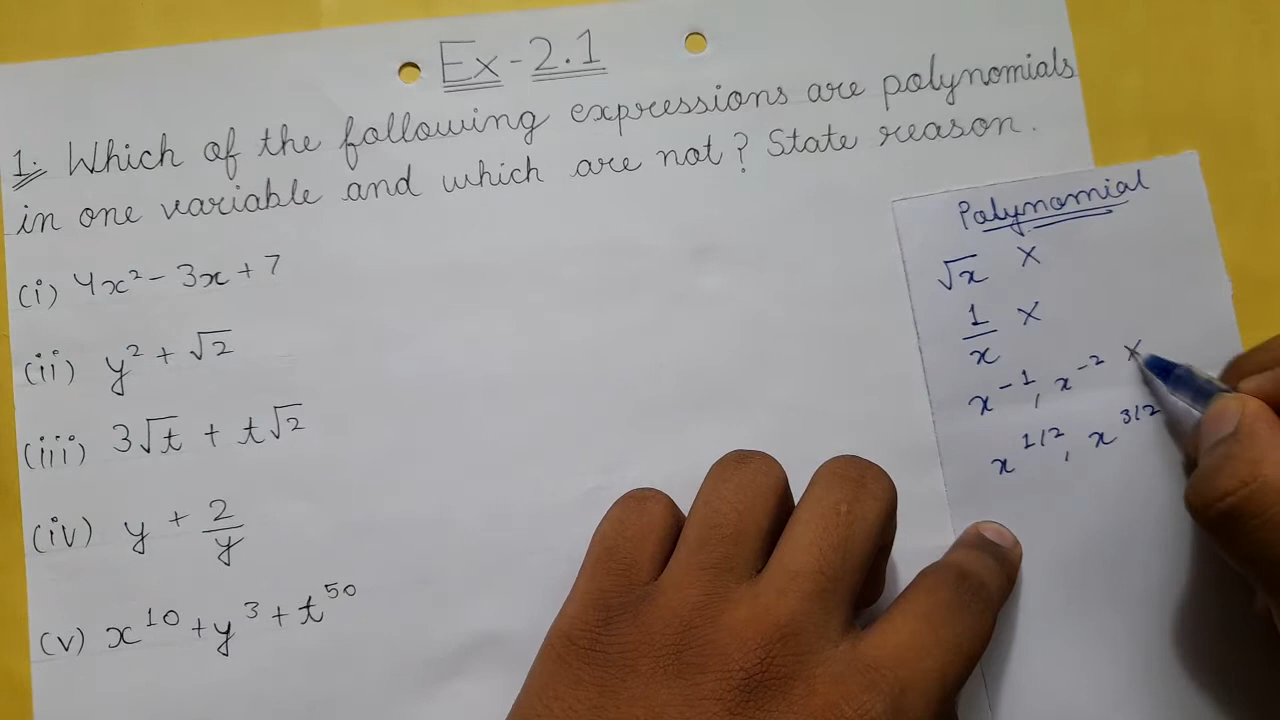 Ex-2.1
1. Which of the following expressions are polynomials
in one variable and which are not? State reason.
(i) 4x² - 3x + 7
(ii) y² + √2
(iii) 3√t + t√2
(iv) y + 2/y
(v) x¹⁰ + y³ + t⁵⁰
Polynomial
√x ×
1/x ×
x⁻¹, x⁻² ×
x^1/2, x^3/2